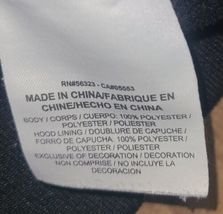 RN#56323 - CA#05553
MADE IN CHINA/FABRIQUE EN
CHINE/HECHO EN CHINA
BODY / CORPS / CUERPO: 100% POLYESTER /
POLYESTER / POLIESTER
HOOD LINING / DOUBLURE DE CAPUCHE /
FORRO DE CAPUCHA: 100% POLYESTER /
POLYESTER / POLIESTER
EXCLUSIVE OF DECORATION / DECORATION
NON COMPRISE / NO INCLUYE LA
DECORACION